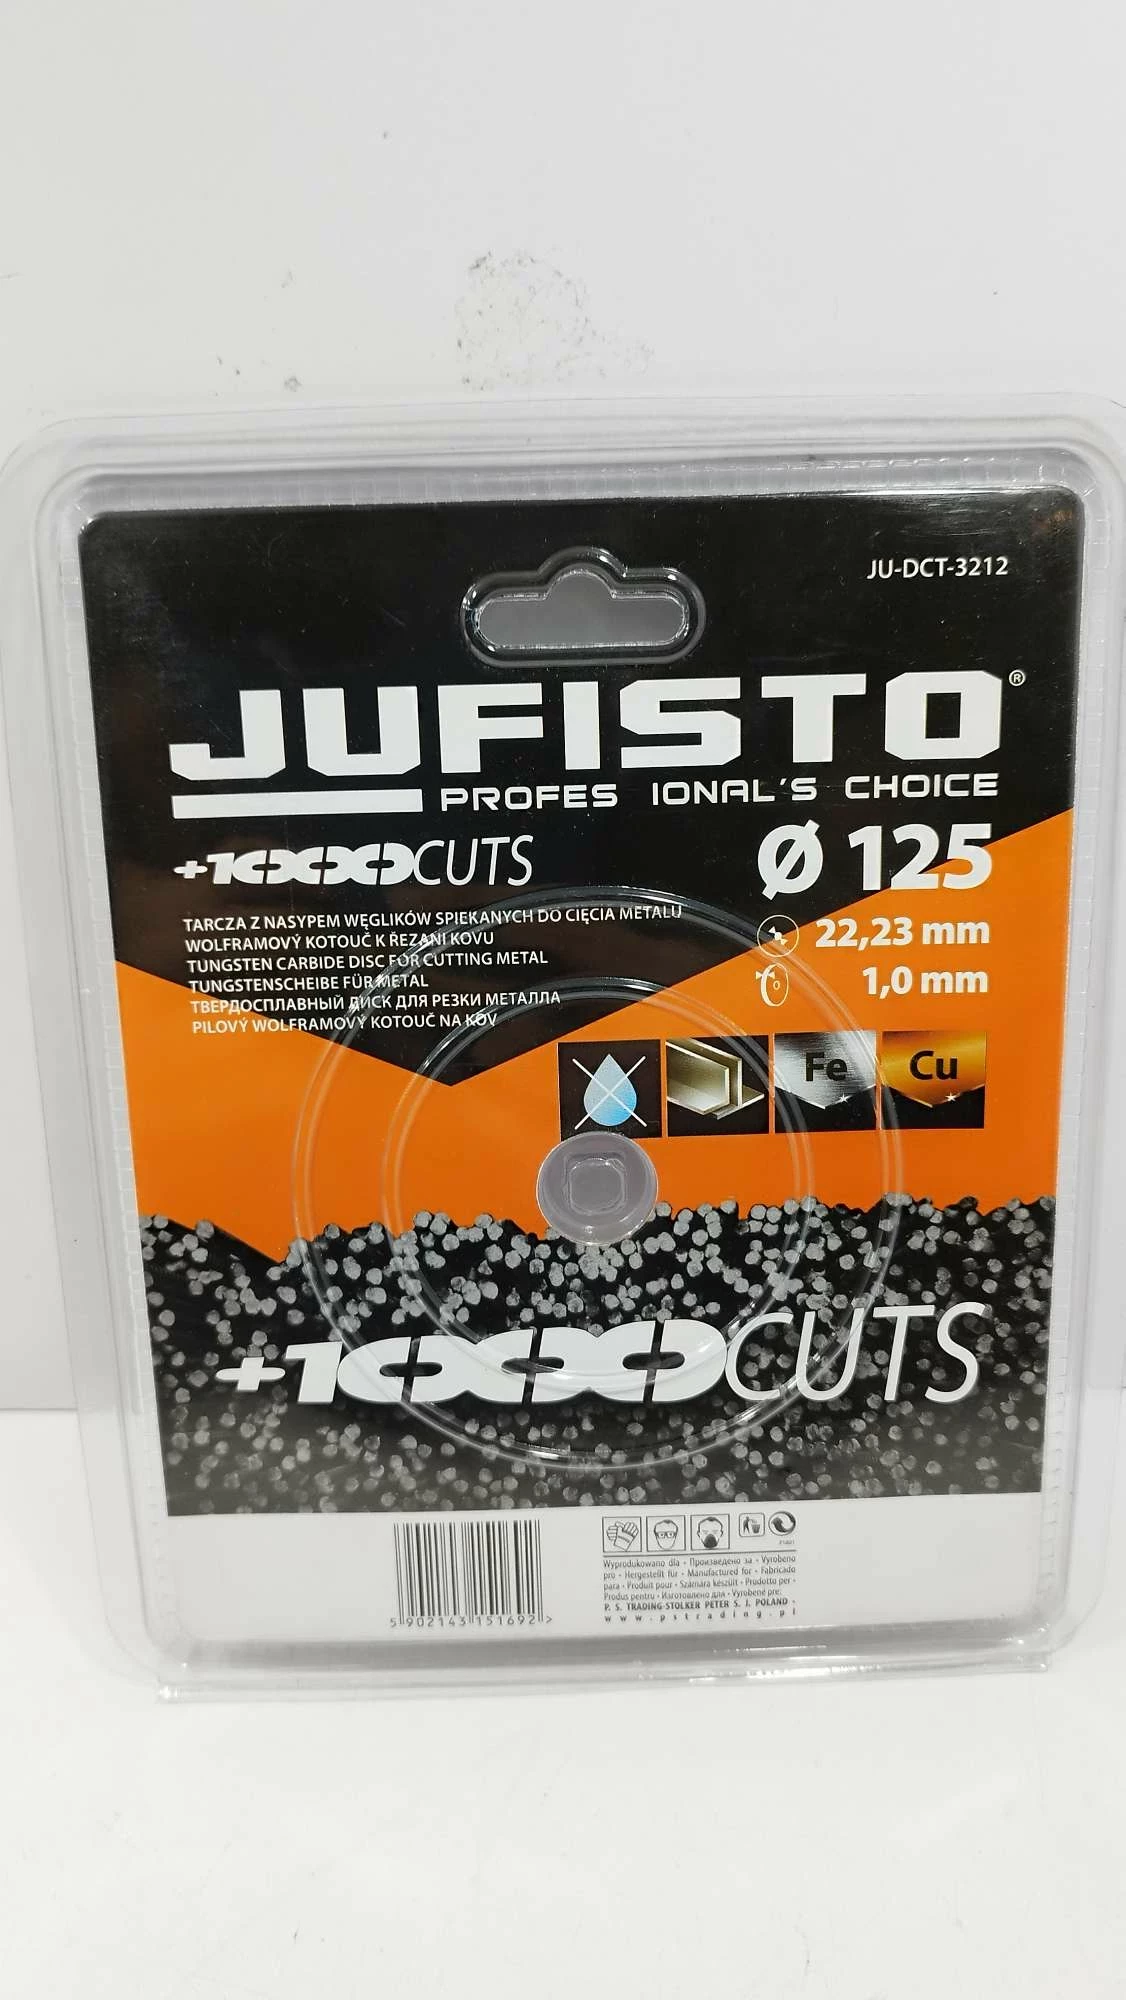 JU-DCT-3212
JUFISTO®
PROFES IONAL´S CHOICE
+1000CUTS
Ø 125
22,23 mm
1,0 mm
TARCZA Z NASYPEM WĘGLIKÓW SPIEKANYCH DO CIĘCIA METALU
WOLFRAMOVÝ KOTOUČ K ŘEZANÍ KOVU
TUNGSTEN CARBIDE DISC FOR CUTTING METAL
TUNGSTENSCHEIBE FÜR METAL
ТВЕРДОСПЛАВНЫЙ ДИСК ДЛЯ РЕЗКИ МЕТАЛЛА
PILOVÝ WOLFRAMOVÝ KOTOUČ NA KOV
Fe
Cu
+1000CUTS
5 902143 151692 >
Wyprodukowano dla • Произведено за • Vyrobeno
pro • Hergestellt für • Manufactured for • Fabricado
para • Produit pour • Számára készült • Prodotto per •
Produs pentru • Изготовлено для • Vyrobené pre:
P. S. TRADING-STOLKER PETER S. J. POLAND •
www.pstrading.pl